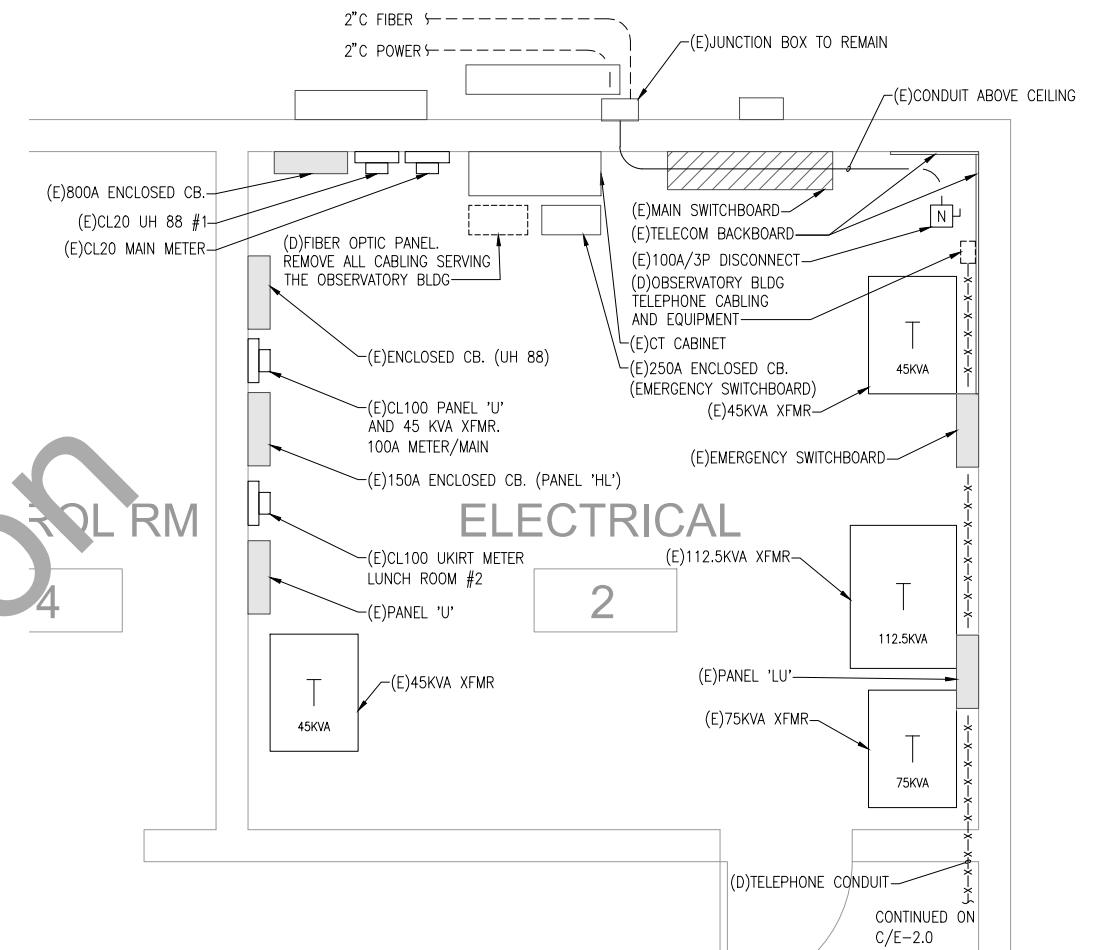 2"C FIBER
2"C POWER
(E)JUNCTION BOX TO REMAIN
(E)CONDUIT ABOVE CEILING
(E)800A ENCLOSED CB.
(E)CL20 UH 88 #1
(E)CL20 MAIN METER
(D)FIBER OPTIC PANEL.
REMOVE ALL CABLING SERVING
THE OBSERVATORY BLDG
(E)MAIN SWITCHBOARD
(E)TELECOM BACKBOARD
(E)100A/3P DISCONNECT
(D)OBSERVATORY BLDG
TELEPHONE CABLING
AND EQUIPMENT
N
(E)CT CABINET
(E)250A ENCLOSED CB.
(EMERGENCY SWITCHBOARD)
(E)45KVA XFMR
T
45KVA
(E)EMERGENCY SWITCHBOARD
(E)ENCLOSED CB. (UH 88)
(E)CL100 PANEL 'U'
AND 45 KVA XFMR.
100A METER/MAIN
(E)150A ENCLOSED CB. (PANEL 'HL')
ROL RM
4
on
ELECTRICAL
2
(E)CL100 UKIRT METER
LUNCH ROOM #2
(E)PANEL 'U'
(E)112.5KVA XFMR
T
112.5KVA
(E)45KVA XFMR
T
45KVA
(E)PANEL 'LU'
(E)75KVA XFMR
T
75KVA
(D)TELEPHONE CONDUIT
CONTINUED ON
C/E-2.0